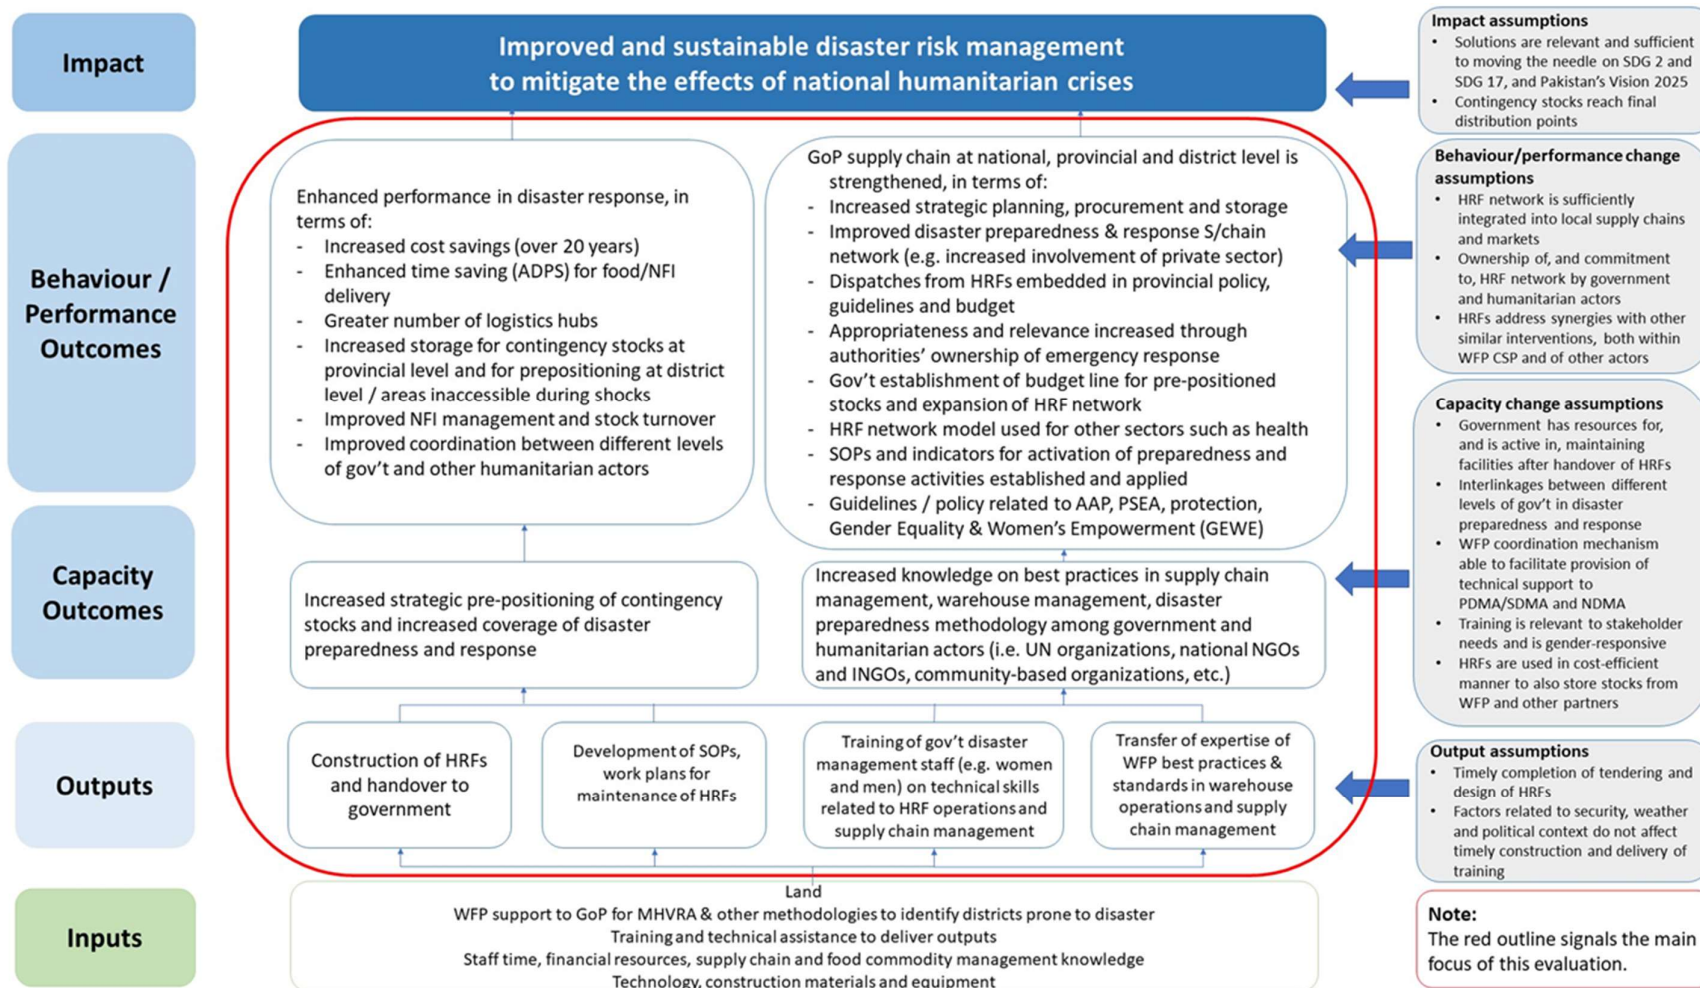 Impact
Improved and sustainable disaster risk management
to mitigate the effects of national humanitarian crises
Impact assumptions
• Solutions are relevant and sufficient
to moving the needle on SDG 2 and
SDG 17, and Pakistan's Vision 2025
• Contingency stocks reach final
distribution points
Behaviour /
Performance
Outcomes
Enhanced performance in disaster response, in
terms of:
- Increased cost savings (over 20 years)
- Enhanced time saving (ADPS) for food/NFI
delivery
- Greater number of logistics hubs
- Increased storage for contingency stocks at
provincial level and for prepositioning at district
level / areas inaccessible during shocks
- Improved NFI management and stock turnover
- Improved coordination between different levels
of gov't and other humanitarian actors
GoP supply chain at national, provincial and district level is
strengthened, in terms of:
- Increased strategic planning, procurement and storage
- Improved disaster preparedness & response S/chain
network (e.g. increased involvement of private sector)
- Dispatches from HRFs embedded in provincial policy,
guidelines and budget
- Appropriateness and relevance increased through
authorities' ownership of emergency response
- Gov't establishment of budget line for pre-positioned
stocks and expansion of HRF network
- HRF network model used for other sectors such as health
- SOPs and indicators for activation of preparedness and
response activities established and applied
- Guidelines / policy related to AAP, PSEA, protection,
Gender Equality & Women's Empowerment (GEWE)
Behaviour/performance change
assumptions
• HRF network is sufficiently
integrated into local supply chains
and markets
• Ownership of, and commitment
to, HRF network by government
and humanitarian actors
• HRFs address synergies with other
similar interventions, both within
WFP CSP and of other actors
Capacity
Outcomes
Increased strategic pre-positioning of contingency
stocks and increased coverage of disaster
preparedness and response
Increased knowledge on best practices in supply chain
management, warehouse management, disaster
preparedness methodology among government and
humanitarian actors (i.e. UN organizations, national NGOs
and INGOs, community-based organizations, etc.)
Capacity change assumptions
• Government has resources for,
and is active in, maintaining
facilities after handover of HRFs
• Interlinkages between different
levels of gov't in disaster
preparedness and response
• WFP coordination mechanism
able to facilitate provision of
technical support to
PDMA/SDMA and NDMA
• Training is relevant to stakeholder
needs and is gender-responsive
• HRFs are used in cost-efficient
manner to also store stocks from
WFP and other partners
Outputs
Construction of HRFs
and handover to
government
Development of SOPs,
work plans for
maintenance of HRFs
Training of gov't disaster
management staff (e.g. women
and men) on technical skills
related to HRF operations and
supply chain management
Transfer of expertise of
WFP best practices &
standards in warehouse
operations and supply
chain management
Output assumptions
• Timely completion of tendering and
design of HRFs
• Factors related to security, weather
and political context do not affect
timely construction and delivery of
training
Inputs
Land
WFP support to GoP for MHVRA & other methodologies to identify districts prone to disaster
Training and technical assistance to deliver outputs
Staff time, financial resources, supply chain and food commodity management knowledge
Technology, construction materials and equipment
Note:
The red outline signals the main
focus of this evaluation.